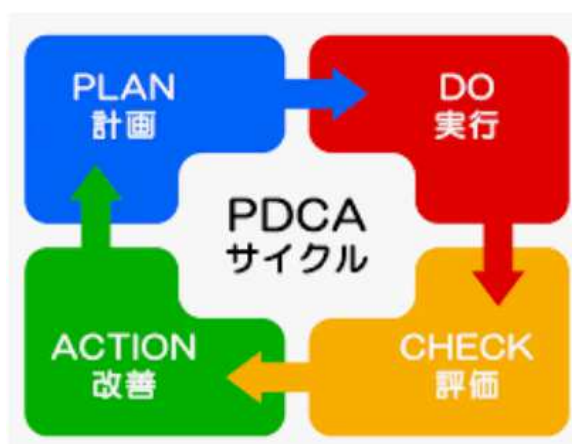 PLAN
計画
DO
実行
PDCA
サイクル
ACTION
改善
CHECK
評価